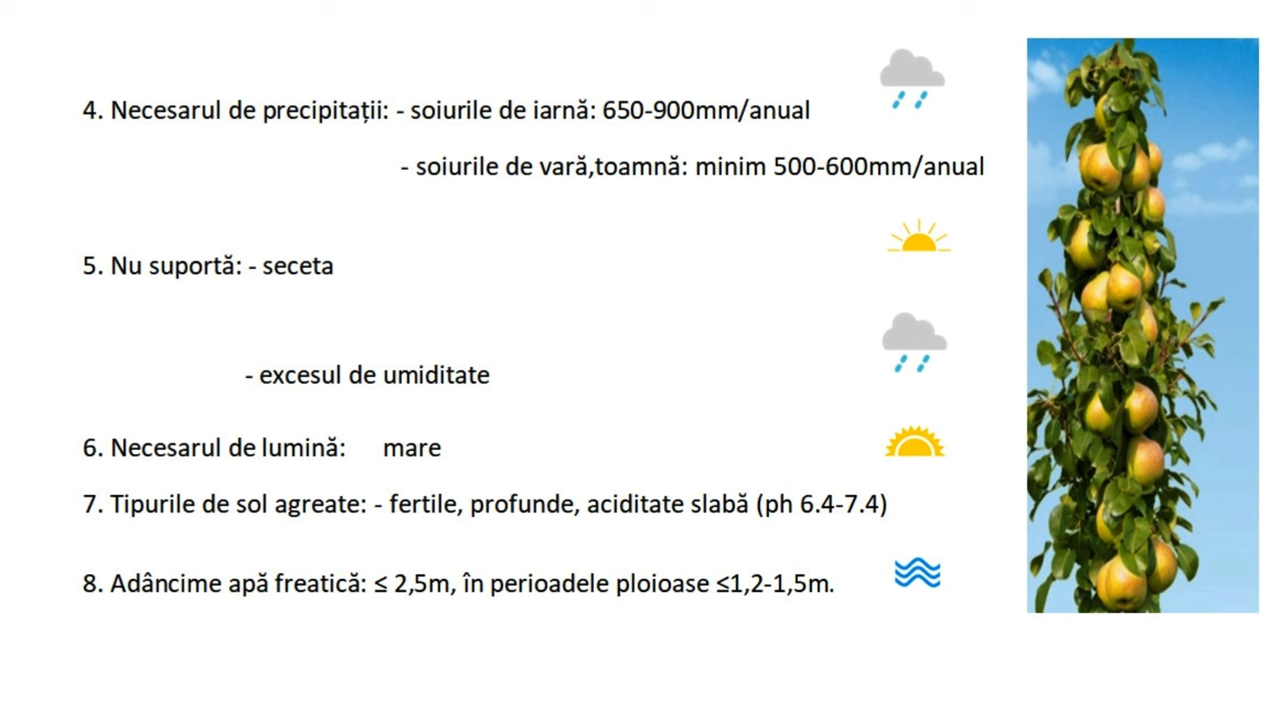 4. Necesarul de precipitații: - soiurile de iarnă: 650-900mm/anual
- soiurile de vară,toamnă: minim 500-600mm/anual
5. Nu suportă: - seceta
- excesul de umiditate
6. Necesarul de lumină: mare
7. Tipurile de sol agreate: - fertile, profunde, aciditate slabă (ph 6.4-7.4)
8. Adâncime apă freatică: ≤ 2,5m, în perioadele ploioase ≤1,2-1,5m.